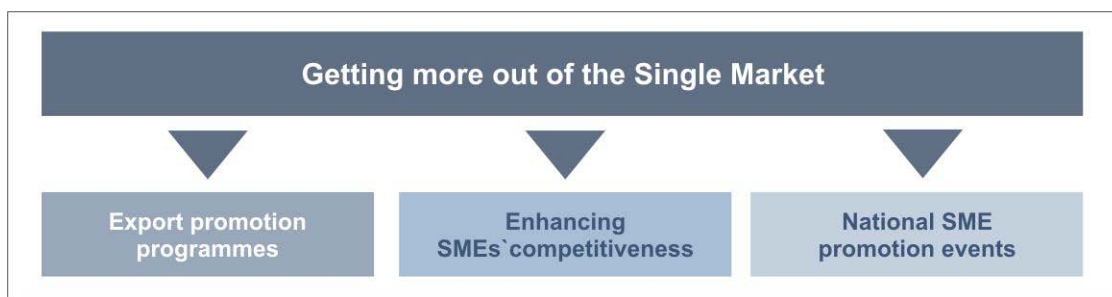 Getting more out of the Single Market
Export promotion
programmes
Enhancing
SMEs`competitiveness
National SME
promotion events